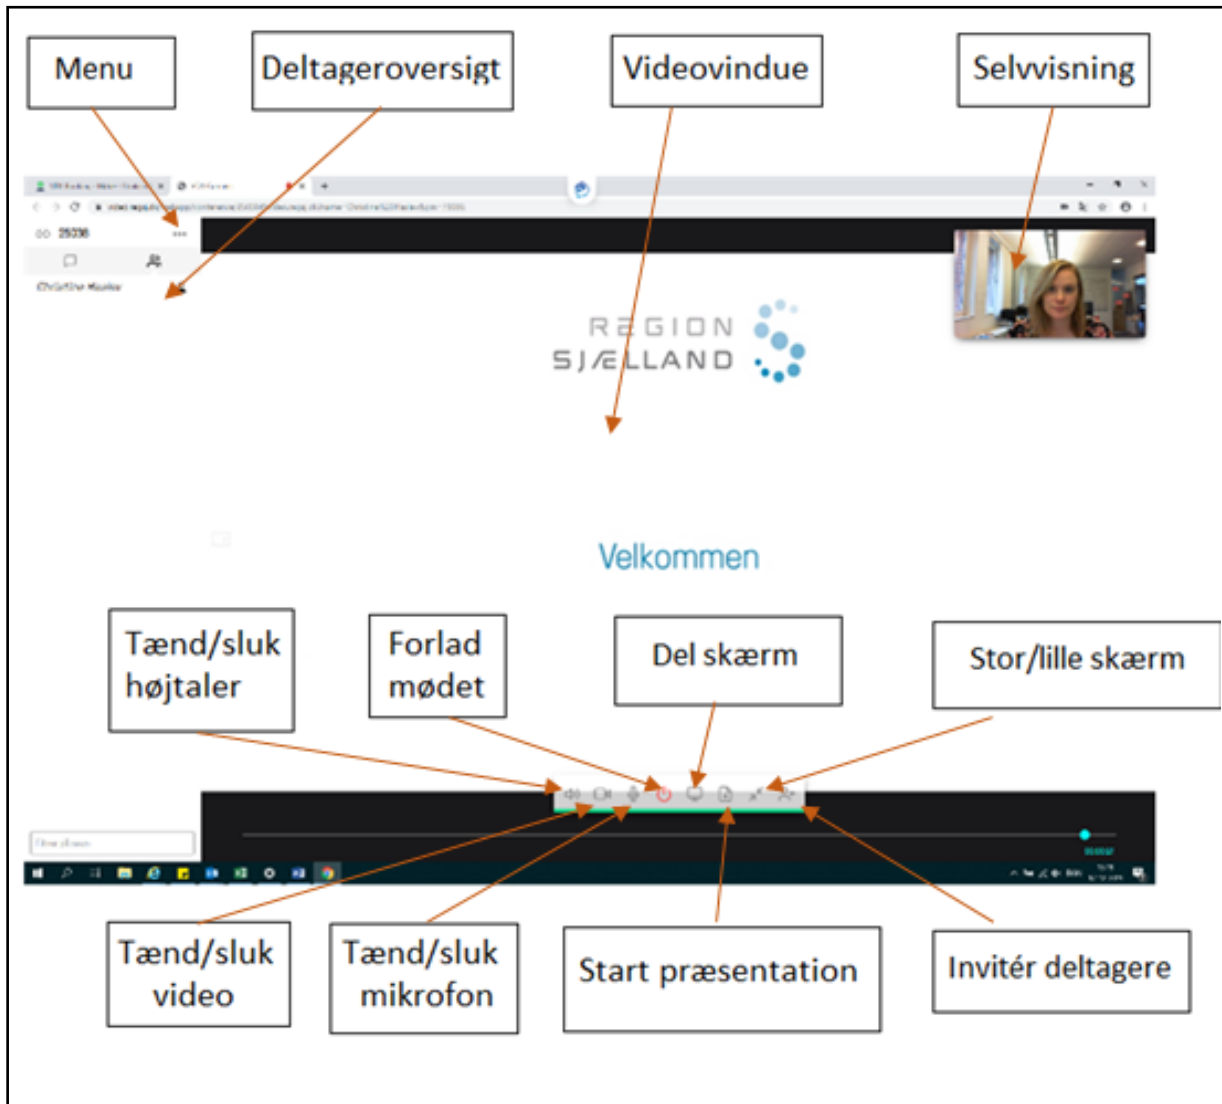 Menu
Deltageroversigt
Videovindue
Selvvisning
25036
REGION
SJÆLLAND
Velkommen
Tænd/sluk
højtaler
Forlad
mødet
Del skærm
Stor/lille skærm
Tænd/sluk
video
Tænd/sluk
mikrofon
Start præsentation
Invitér deltagere